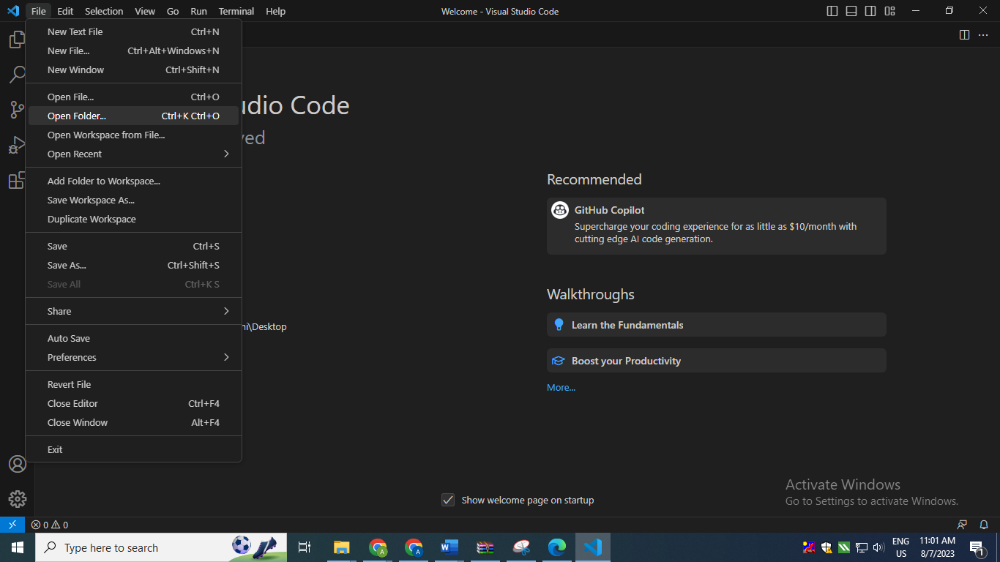 File Edit Selection View Go Run Terminal Help Welcome - Visual Studio Code
New Text File Ctrl+N
New File... Ctrl+Alt+Windows+N
New Window Ctrl+Shift+N
Open File... Ctrl+O
Open Folder... Ctrl+K Ctrl+O
Open Workspace from File...
Open Recent
Add Folder to Workspace...
Save Workspace As...
Duplicate Workspace
Save Ctrl+S
Save As... Ctrl+Shift+S
Save All Ctrl+K S
Share
Auto Save
Preferences
Revert File
Close Editor Ctrl+F4
Close Window Alt+F4
Exit
udio Code
ved
ni\Desktop
Recommended
GitHub Copilot
Supercharge your coding experience for as little as $10/month with
cutting edge AI code generation.
Walkthroughs
Learn the Fundamentals
Boost your Productivity
More...
Show welcome page on startup
Activate Windows
Go to Settings to activate Windows.
0 0
Type here to search
ENG
US
11:01 AM
8/7/2023
1